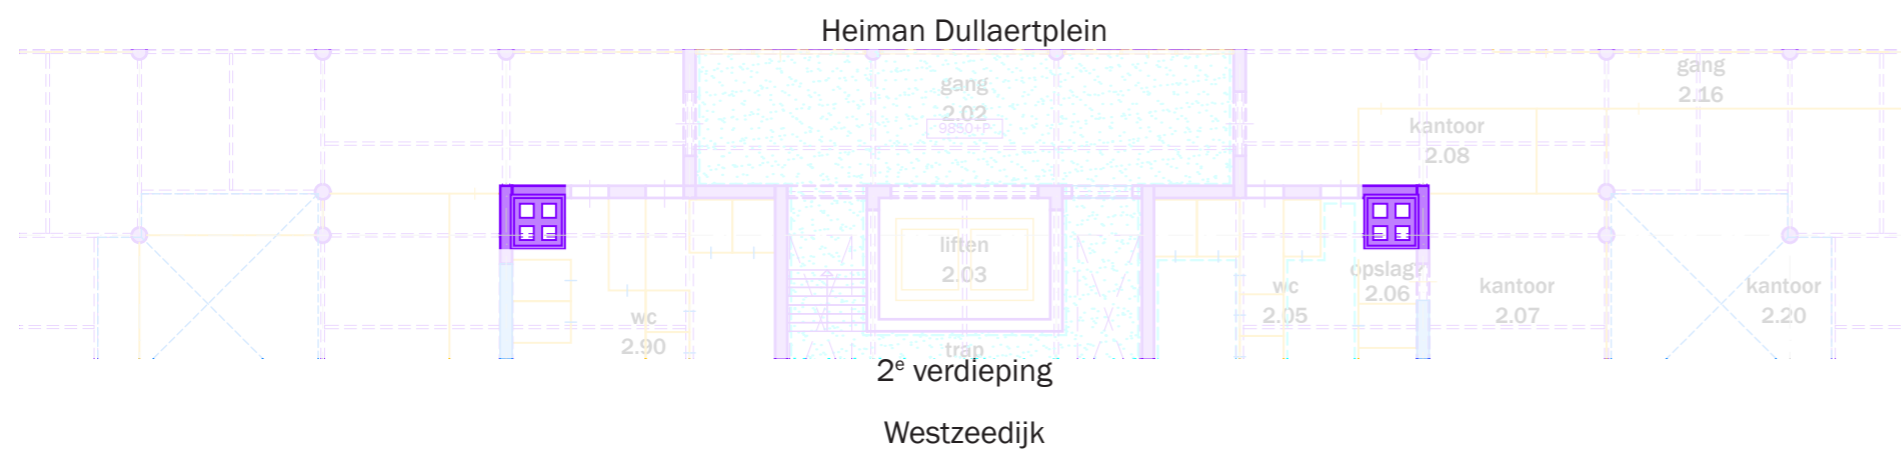 Heiman Dullaertplein
gang
2.02
9850+P
gang
2.16
kantoor
2.08
liften
2.03
opslag?
2.06
wc
2.05
kantoor
2.07
kantoor
2.20
wc
2.90
trap
2e verdieping
Westzeedijk